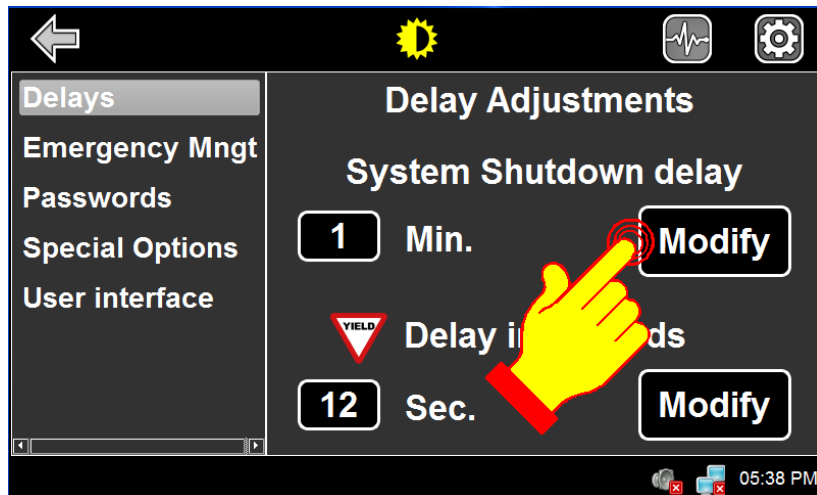 Delays
Emergency Mngt
Passwords
Special Options
User interface
Delay Adjustments
System Shutdown delay
1 Min. Modify
YIELD Delay
12 Sec. Modify
05:38 PM